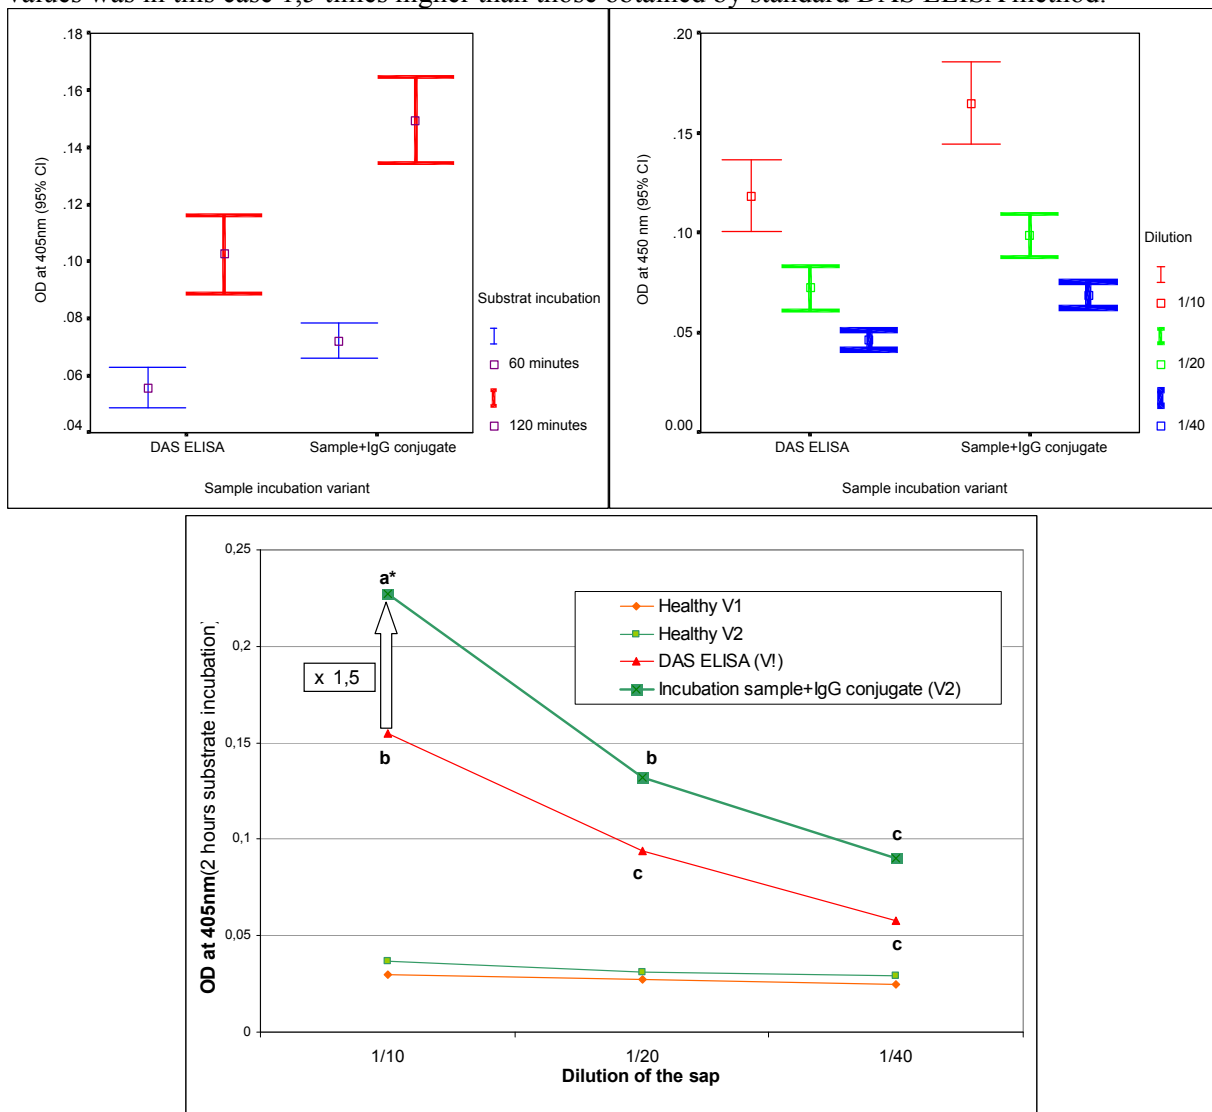 values was in this case 1,5 times higher than those obtained by standard DAS ELISA method.
.18
.16
.14
.12
.10
.08
.06
.04
OD at 405nm (95% CI)
DAS ELISA
Sample+IgG conjugate
Sample incubation variant
Substrat incubation
60 minutes
120 minutes
.20
.15
.10
.05
0.00
OD at 450 nm (95% CI)
DAS ELISA
Sample+IgG conjugate
Sample incubation variant
Dilution
1/10
1/20
1/40
0,25
0,2
0,15
0,1
0,05
0
OD at 405nm(2 hours substrate incubation)
a*
x 1,5
b
b
c
c
c
Healthy V1
Healthy V2
DAS ELISA (V!)
Incubation sample+IgG conjugate (V2)
1/10
1/20
1/40
Dilution of the sap